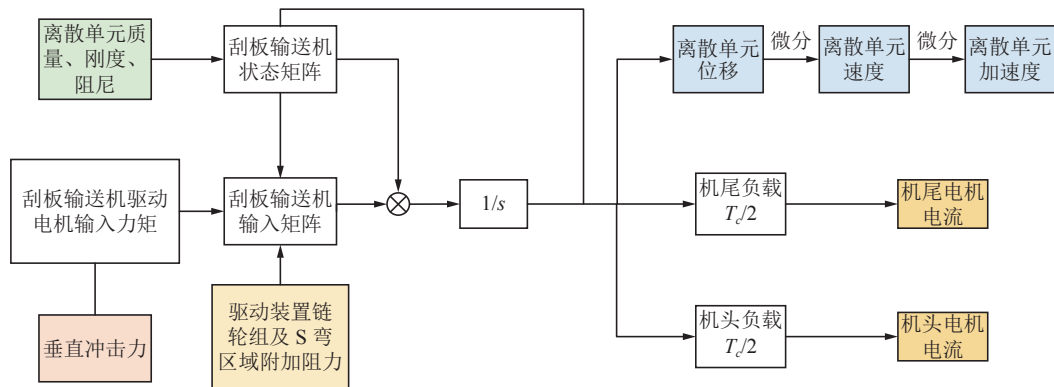 离散单元质
量、刚度、
阻尼
刮板输送机
状态矩阵
离散单元
位移
微分
离散单元
速度
微分
离散单元
加速度
刮板输送机驱动
电机输入力矩
刮板输送机
输入矩阵
1/s
机尾负载
T_c/2
机尾电机
电流
垂直冲击力
驱动装置链
轮组及 S 弯
区域附加阻力
机头负载
T_c/2
机头电机
电流